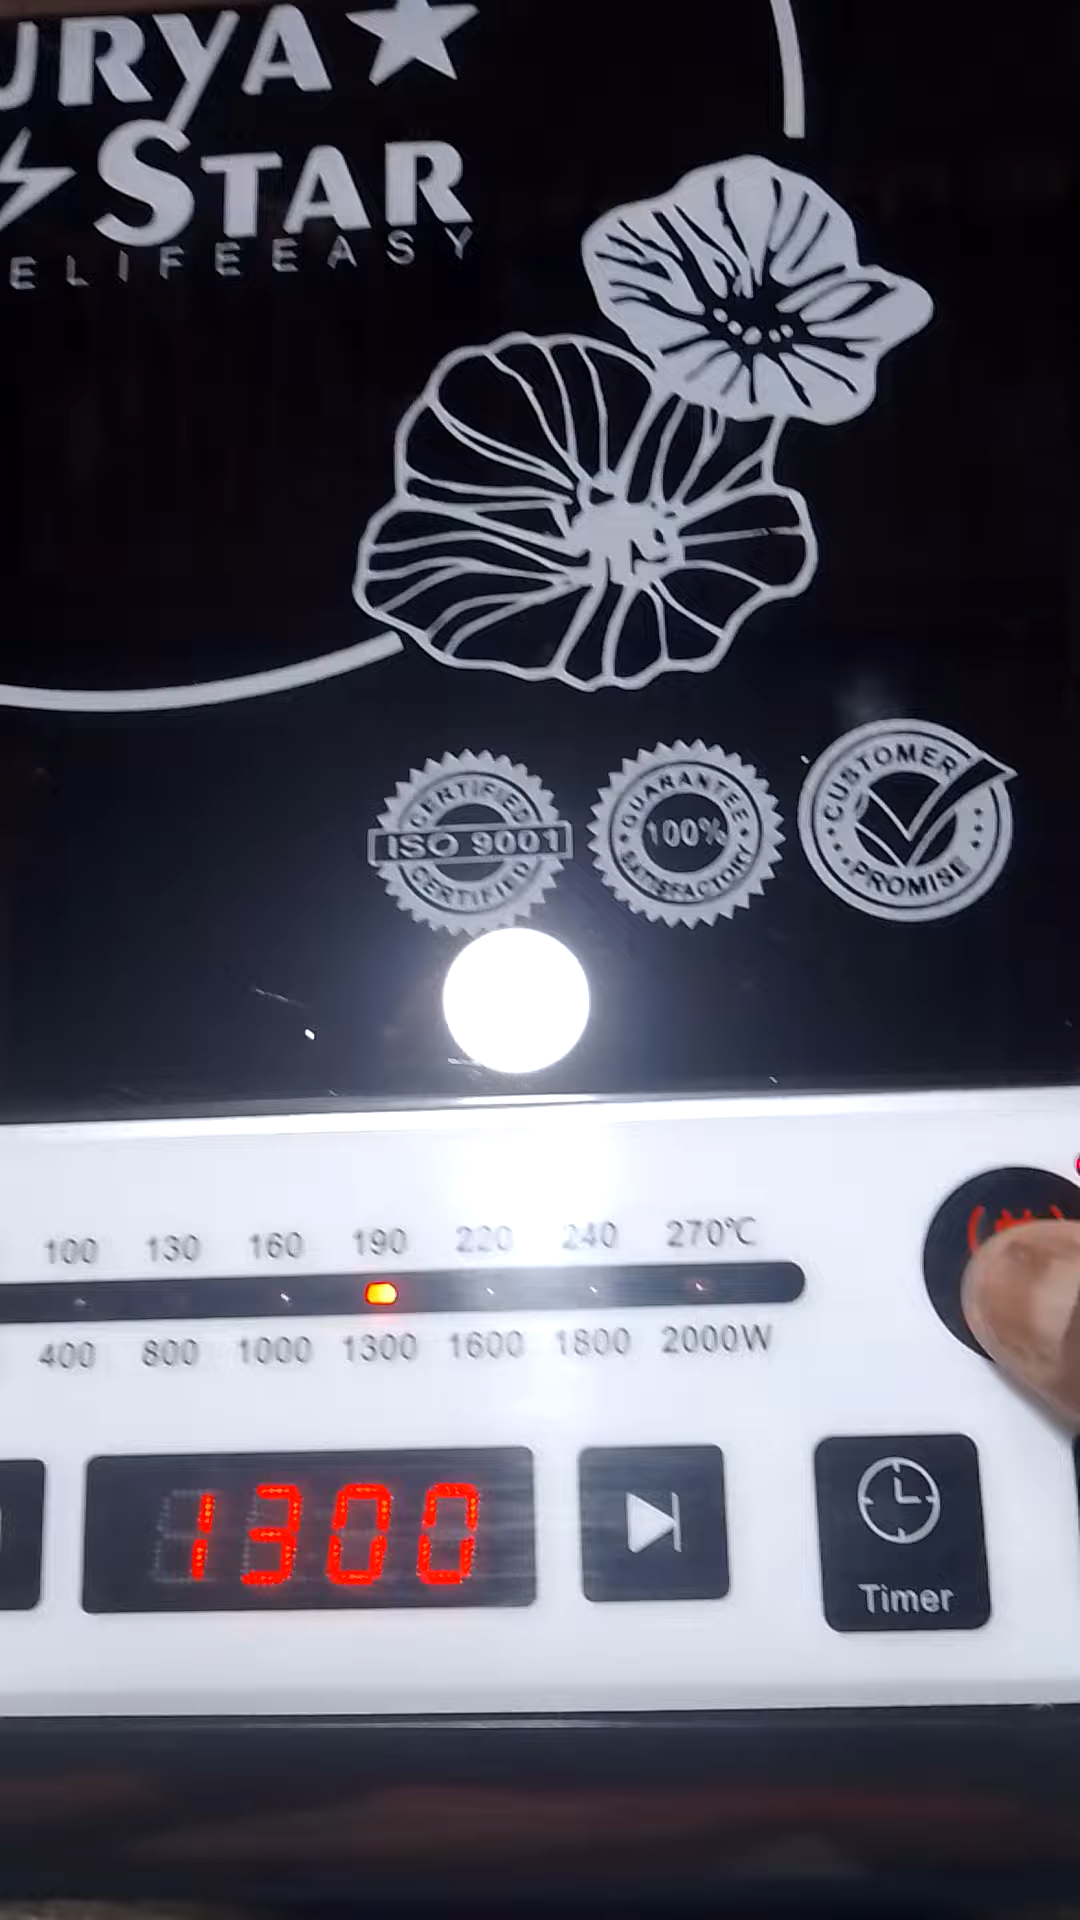 URYA
STAR
ELIFEEASY
CERTIFIED
ISO 9001
CERTIFIED
GUARANTEE
100%
SATISFACTORY
CUSTOMER
PROMISE
100 130 160 190 220 240 270°C
400 800 1000 1300 1600 1800 2000W
1300
Timer